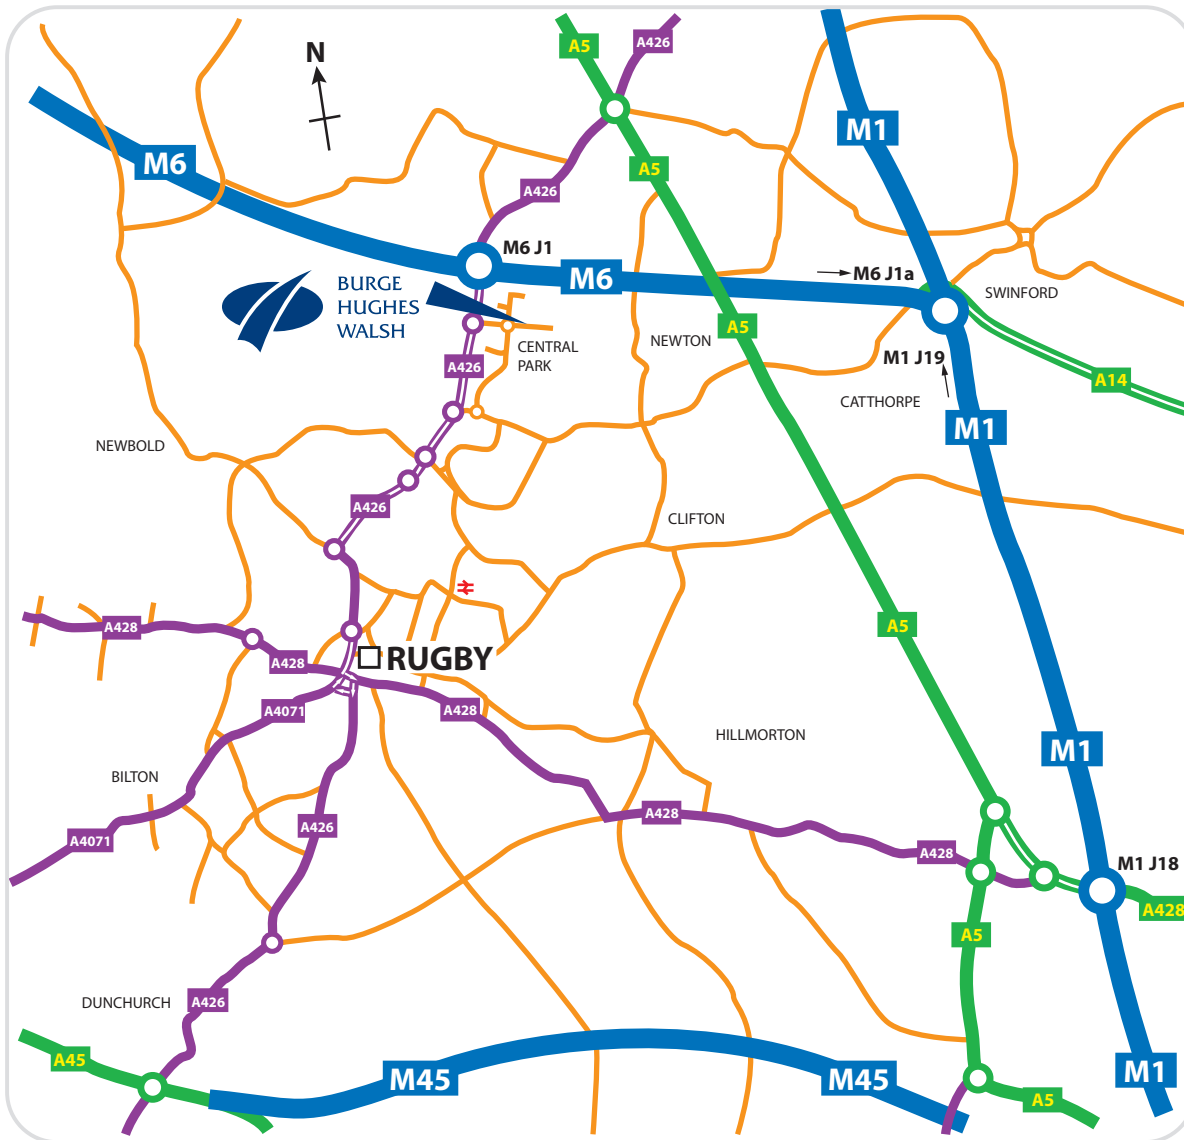 A5
A426
N
M1
M6
A5
A426
M6 J1
M6
M6 J1a
SWINFORD
BURGE
HUGHES
WALSH
A5
NEWTON
CENTRAL
PARK
M1 J19
A426
A14
CATTHORPE
M1
NEWBOLD
A426
CLIFTON
A428
A5
RUGBY
A428
A4071
A428
HILLMORTON
M1
BILTON
A428
A426
A4071
A428
M1 J18
A428
A5
DUNCHURCH
A426
A45
M45
M45
M1
A5